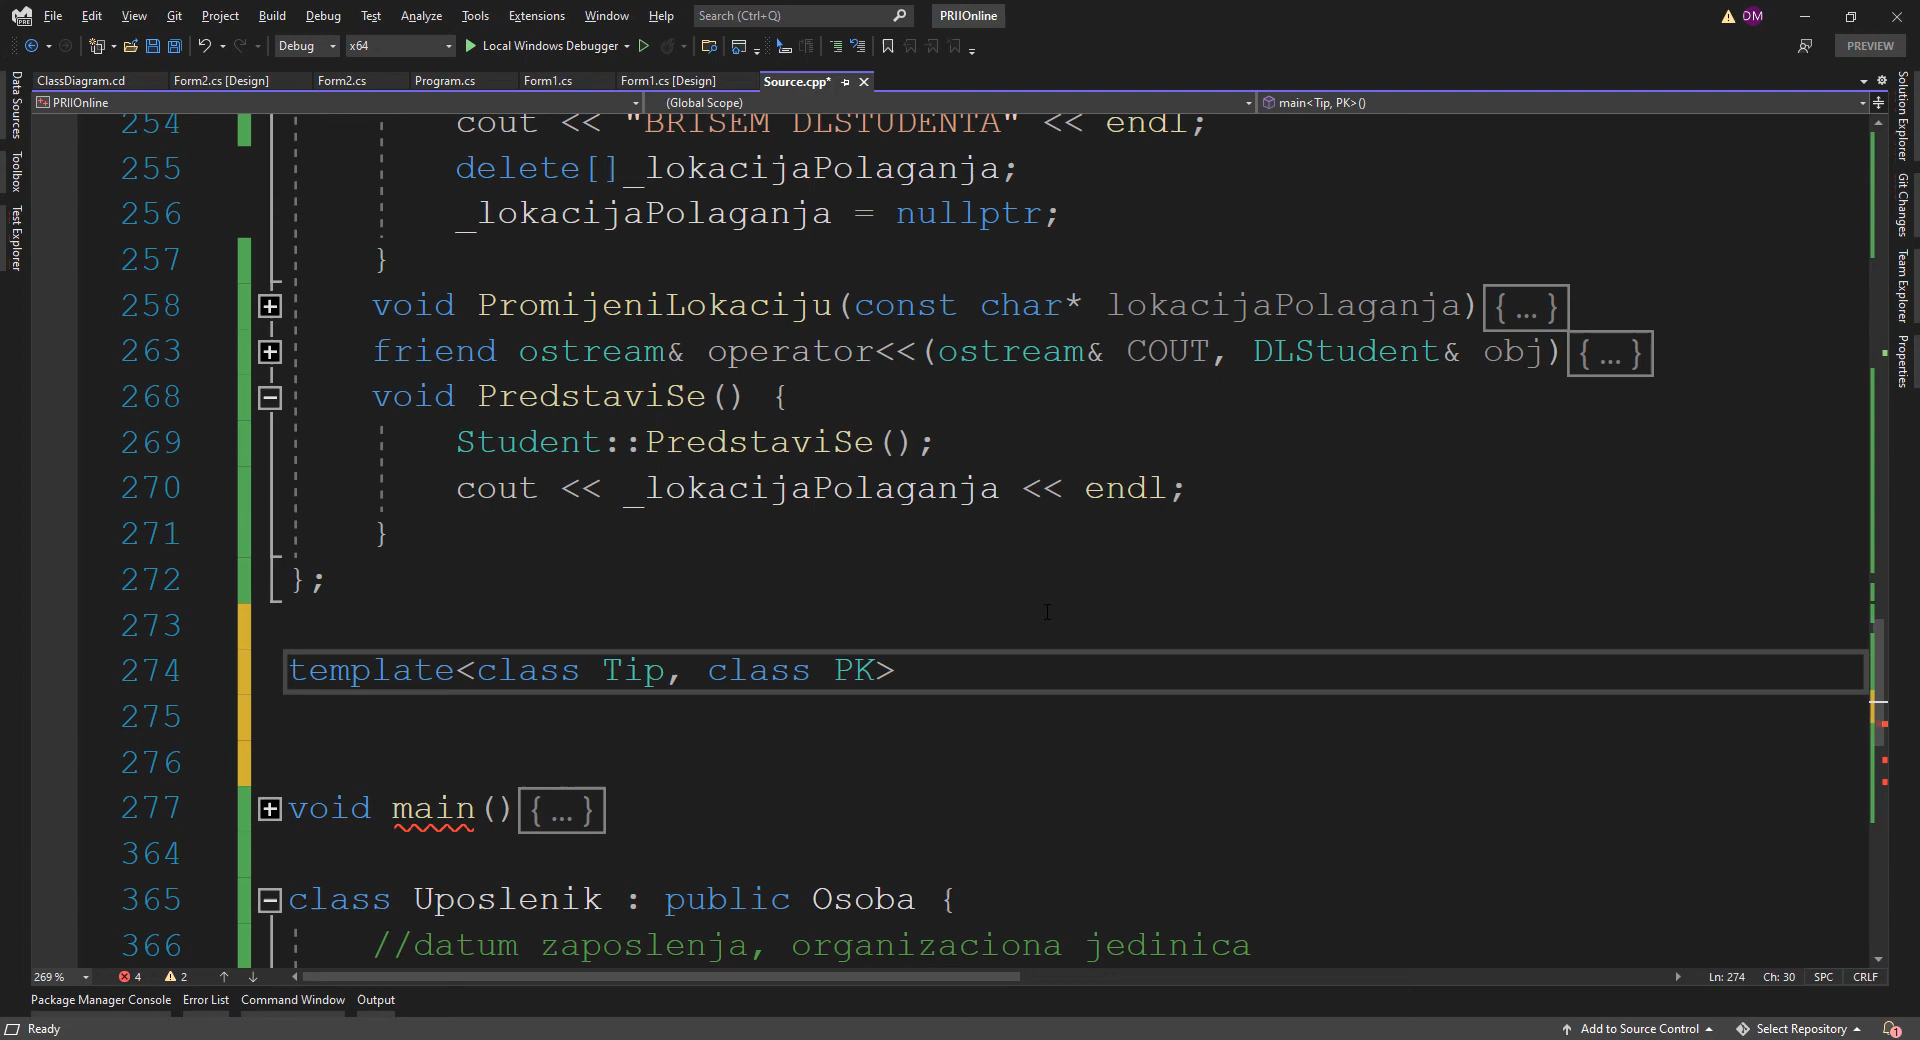 File Edit View Git Project Build Debug Test Analyze Tools Extensions Window Help Search (Ctrl+Q) PRIIOnline DM
Debug x64 Local Windows Debugger PREVIEW
ClassDiagram.cd Form2.cs [Design] Form2.cs Program.cs Form1.cs Form1.cs [Design] Source.cpp*
PRIIOnline (Global Scope) main<Tip, PK>()
Data Sources
Toolbox
Test Explorer
254 cout << "BRISEM DLSTUDENTA" << endl;
255 delete[]_lokacijaPolaganja;
256 _lokacijaPolaganja = nullptr;
257 }
258 void PromijeniLokaciju(const char* lokacijaPolaganja){ ... }
263 friend ostream& operator<<(ostream& COUT, DLStudent& obj){ ... }
268 void PredstaviSe() {
269 Student::PredstaviSe();
270 cout << _lokacijaPolaganja << endl;
271 }
272 };
273
274 template<class Tip, class PK>
275
276
277 void main(){ ... }
364
365 class Uposlenik : public Osoba {
366 //datum zaposlenja, organizaciona jedinica
Solution Explorer
Git Changes
Team Explorer
Properties
269 % 4 2 Ln: 274 Ch: 30 SPC CRLF
Package Manager Console Error List Command Window Output
Ready Add to Source Control Select Repository 1